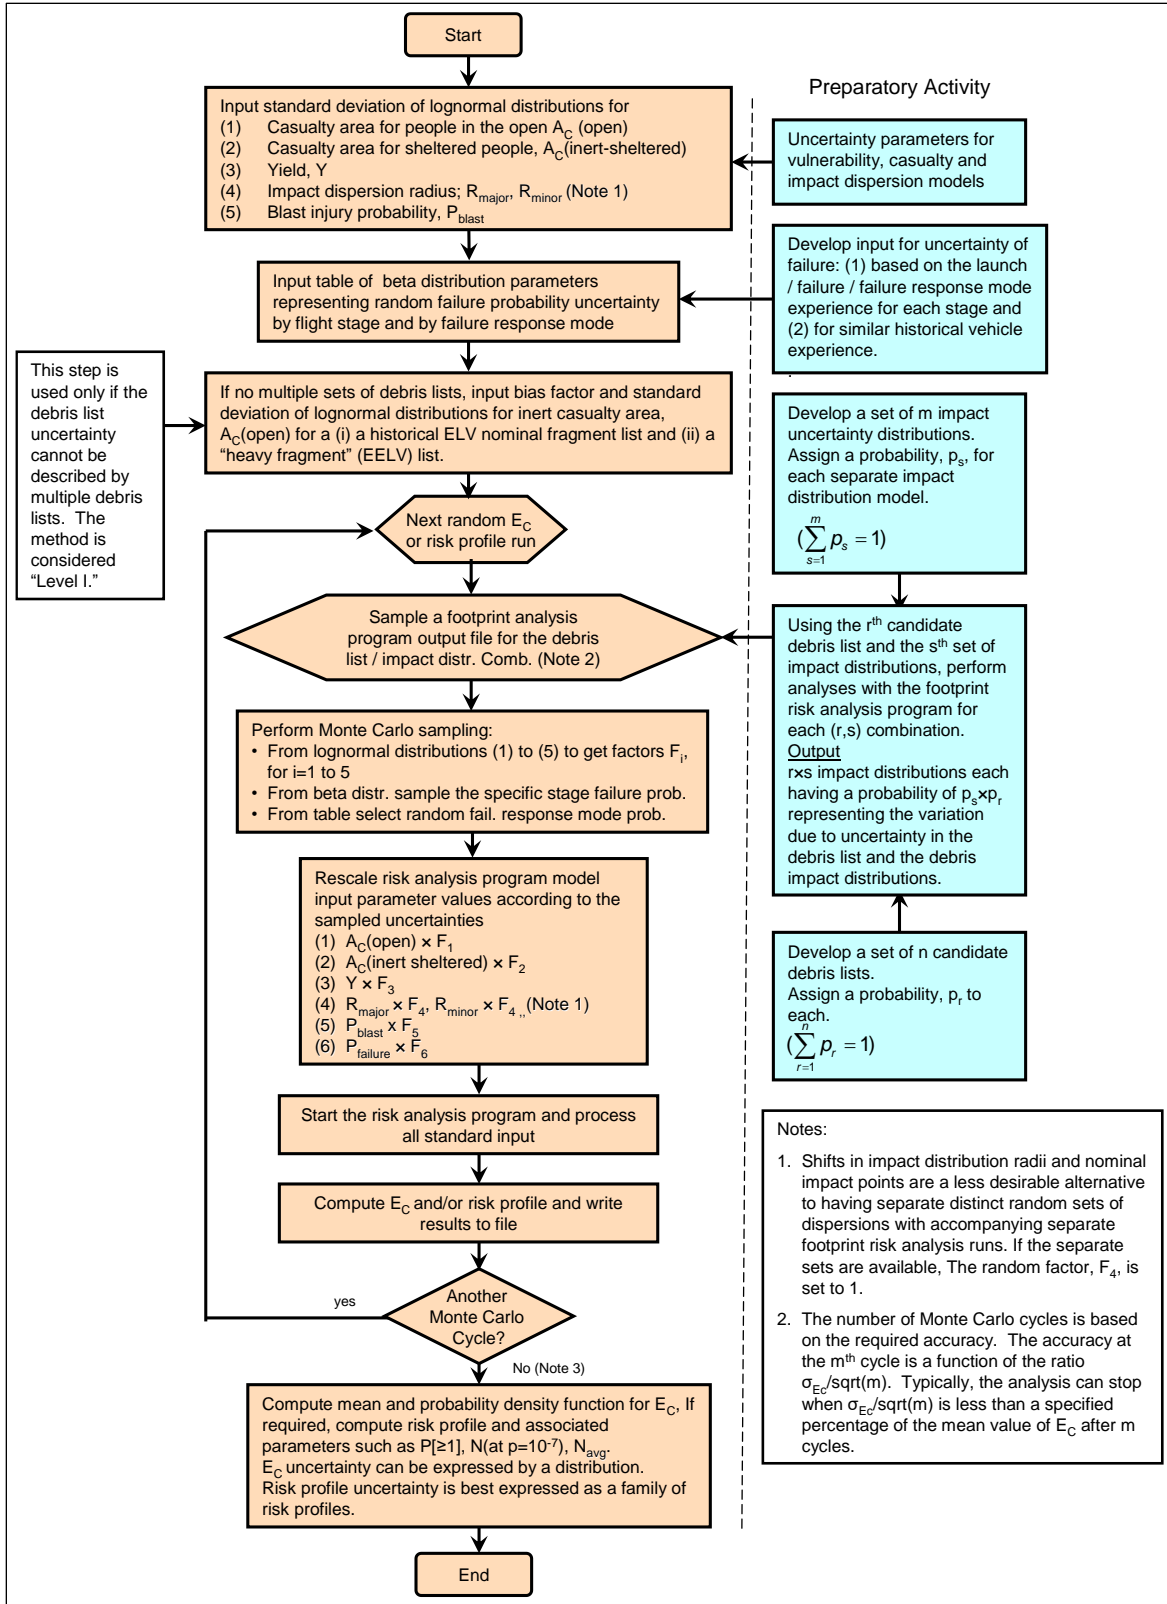 Start
Input standard deviation of lognormal distributions for
(1) Casualty area for people in the open A_C (open)
(2) Casualty area for sheltered people, A_C(inert-sheltered)
(3) Yield, Y
(4) Impact dispersion radius; R_major, R_minor (Note 1)
(5) Blast injury probability, P_blast
Input table of beta distribution parameters
representing random failure probability uncertainty
by flight stage and by failure response mode
This step is
used only if the
debris list
uncertainty
cannot be
described by
multiple debris
lists. The
method is
considered
“Level I.”
If no multiple sets of debris lists, input bias factor and standard
deviation of lognormal distributions for inert casualty area,
A_C(open) for a (i) a historical ELV nominal fragment list and (ii) a
“heavy fragment” (EELV) list.
Next random E_C
or risk profile run
Sample a footprint analysis
program output file for the debris
list / impact distr. Comb. (Note 2)
Perform Monte Carlo sampling:
• From lognormal distributions (1) to (5) to get factors F_i,
for i=1 to 5
• From beta distr. sample the specific stage failure prob.
• From table select random fail. response mode prob.
Rescale risk analysis program model
input parameter values according to the
sampled uncertainties
(1) A_C(open) × F_1
(2) A_C(inert sheltered) × F_2
(3) Y × F_3
(4) R_major × F_4, R_minor × F_4 ,,(Note 1)
(5) P_blast x F_5
(6) P_failure × F_6
Start the risk analysis program and process
all standard input
Compute E_C and/or risk profile and write
results to file
Another
Monte Carlo
Cycle?
yes
No (Note 3)
Compute mean and probability density function for E_C, If
required, compute risk profile and associated
parameters such as P[≥1], N(at p=10⁻⁷), N_avg.
E_C uncertainty can be expressed by a distribution.
Risk profile uncertainty is best expressed as a family of
risk profiles.
End
Preparatory Activity
Uncertainty parameters for
vulnerability, casualty and
impact dispersion models
Develop input for uncertainty of
failure: (1) based on the launch
/ failure / failure response mode
experience for each stage and
(2) for similar historical vehicle
experience.
.
Develop a set of m impact
uncertainty distributions.
Assign a probability, p_s, for
each separate impact
distribution model.
(∑_{s=1}^{m} p_s = 1)
Using the r^th candidate
debris list and the s^th set of
impact distributions, perform
analyses with the footprint
risk analysis program for
each (r,s) combination.
Output
r×s impact distributions each
having a probability of p_s×p_r
representing the variation
due to uncertainty in the
debris list and the debris
impact distributions.
Develop a set of n candidate
debris lists.
Assign a probability, p_r to
each.
(∑_{r=1}^{n} p_r = 1)
Notes:
1. Shifts in impact distribution radii and nominal
impact points are a less desirable alternative
to having separate distinct random sets of
dispersions with accompanying separate
footprint risk analysis runs. If the separate
sets are available, The random factor, F_4, is
set to 1.
2. The number of Monte Carlo cycles is based
on the required accuracy. The accuracy at
the m^th cycle is a function of the ratio
σ_Ec/sqrt(m). Typically, the analysis can stop
when σ_Ec/sqrt(m) is less than a specified
percentage of the mean value of E_C after m
cycles.